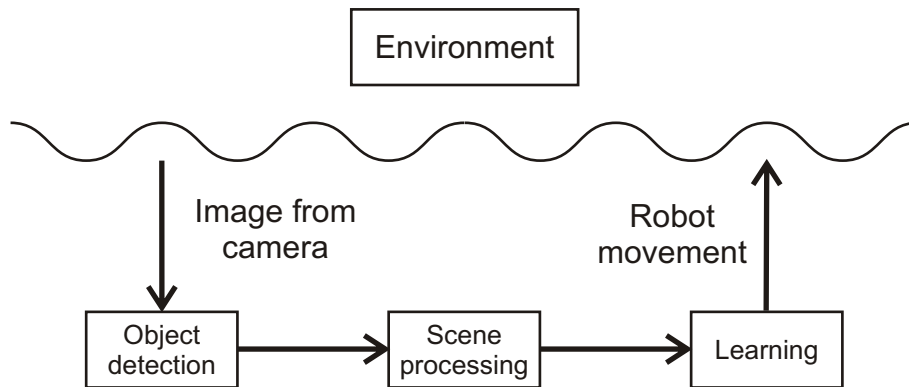 Environment
Image from
camera
Robot
movement
Object
detection
Scene
processing
Learning